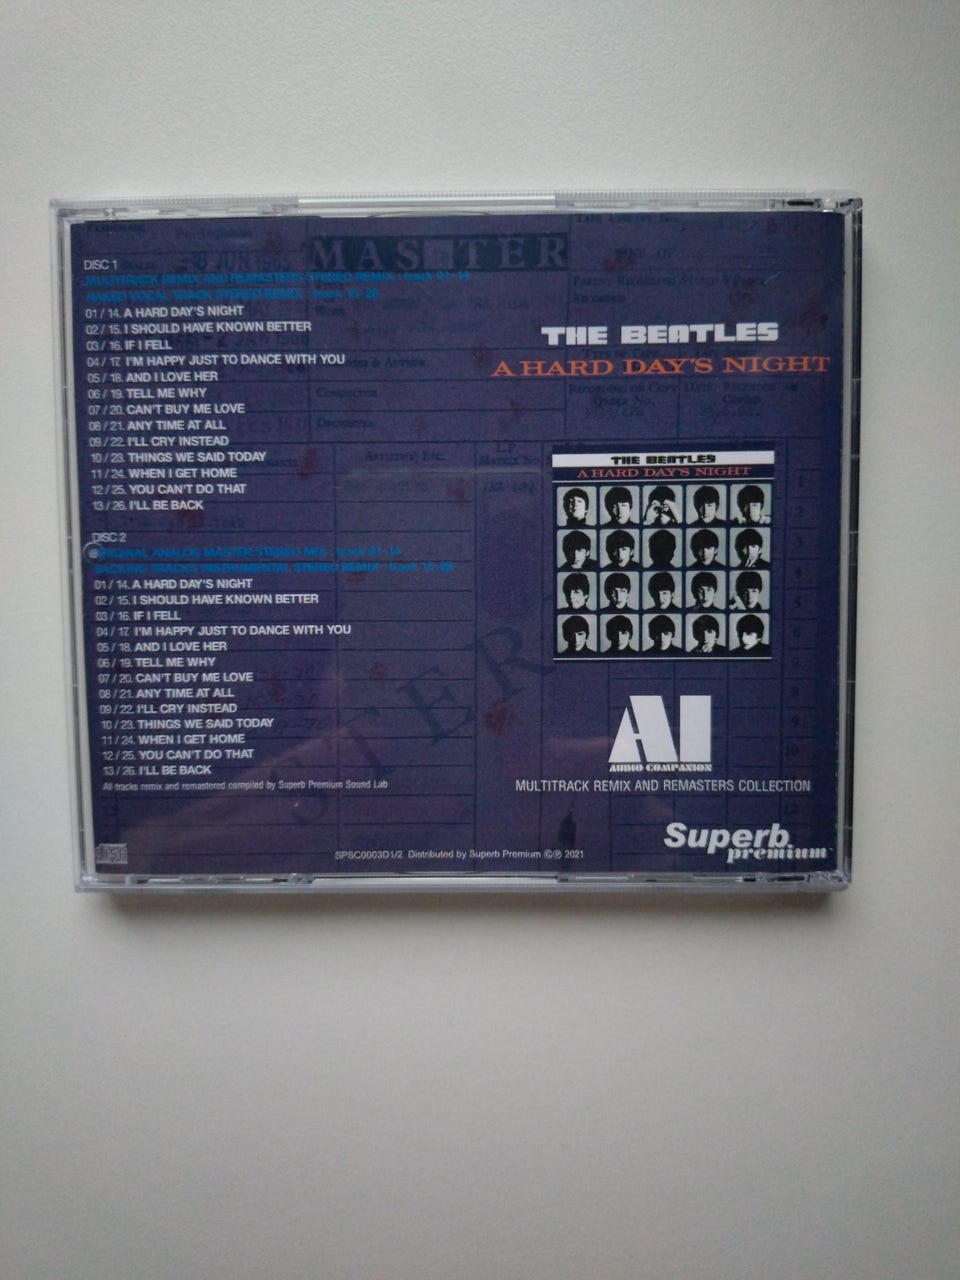 MASTER
DISC 1
MULTITRACK REMIX AND REMASTERS STEREO REMIX : track 01-14
NAKED VOCAL TRACK STEREO REMIX : track 15-28
01 / 14. A HARD DAY'S NIGHT
02 / 15. I SHOULD HAVE KNOWN BETTER
03 / 16. IF I FELL
04 / 17. I'M HAPPY JUST TO DANCE WITH YOU
05 / 18. AND I LOVE HER
06 / 19. TELL ME WHY
07 / 20. CAN'T BUY ME LOVE
08 / 21. ANY TIME AT ALL
09 / 22. I'LL CRY INSTEAD
10 / 23. THINGS WE SAID TODAY
11 / 24. WHEN I GET HOME
12 / 25. YOU CAN'T DO THAT
13 / 26. I'LL BE BACK
DISC 2
ORIGINAL ANALOG MASTER STEREO MIX : track 01-14
BACKING TRACKS INSTRUMENTAL STEREO REMIX : track 15-28
01 / 14. A HARD DAY'S NIGHT
02 / 15. I SHOULD HAVE KNOWN BETTER
03 / 16. IF I FELL
04 / 17. I'M HAPPY JUST TO DANCE WITH YOU
05 / 18. AND I LOVE HER
06 / 19. TELL ME WHY
07 / 20. CAN'T BUY ME LOVE
08 / 21. ANY TIME AT ALL
09 / 22. I'LL CRY INSTEAD
10 / 23. THINGS WE SAID TODAY
11 / 24. WHEN I GET HOME
12 / 25. YOU CAN'T DO THAT
13 / 26. I'LL BE BACK
All tracks remix and remastered compiled by Superb Premium Sound Lab
THE BEATLES
A HARD DAY'S NIGHT
THE BEATLES
A HARD DAY'S NIGHT
AI
AUDIO COMPANION
MULTITRACK REMIX AND REMASTERS COLLECTION
Superb
premium
SPSC0003D1/2 Distributed by Superb Premium ©℗ 2021